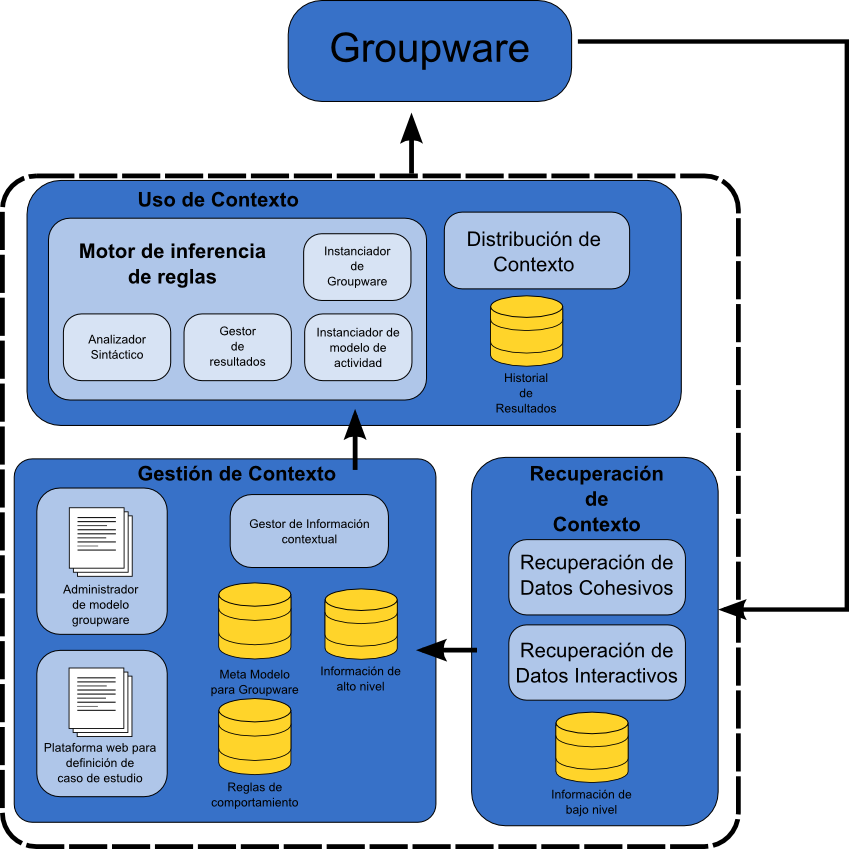 Groupware
Uso de Contexto
Motor de inferencia
de reglas
Instanciador
de
Groupware
Analizador
Sintáctico
Gestor
de
resultados
Instanciador de
modelo de
actividad
Distribución de
Contexto
Historial
de
Resultados
Gestión de Contexto
Administrador
de modelo
groupware
Plataforma web para
definición de
caso de estudio
Gestor de Información
contextual
Meta Modelo
para Groupware
Información de
alto nivel
Reglas de
comportamiento
Recuperación
de
Contexto
Recuperación de
Datos Cohesivos
Recuperación de
Datos Interactivos
Información de
bajo nivel